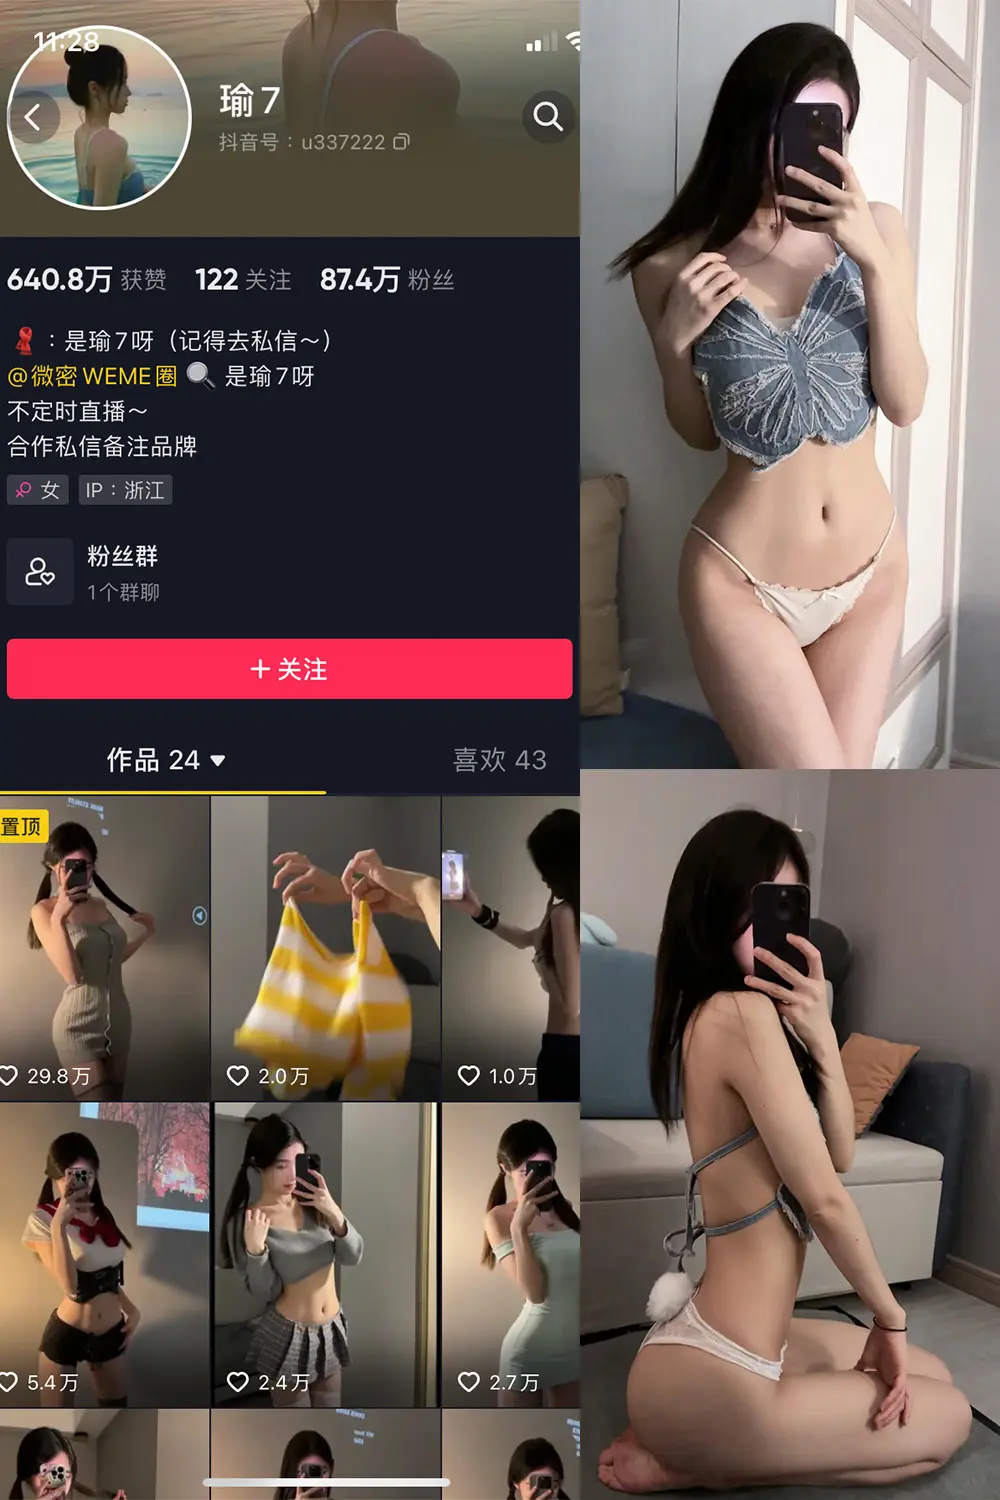 11:28
瑜7
抖音号：u337222
640.8万 获赞 122 关注 87.4万 粉丝
：是瑜7呀（记得去私信～）
@微密WEME圈 是瑜7呀
不定时直播～
合作私信备注品牌
女 IP：浙江
粉丝群
1个群聊
+ 关注
作品 24 喜欢 43
置顶
29.8万 2.0万 1.0万
5.4万 2.4万 2.7万